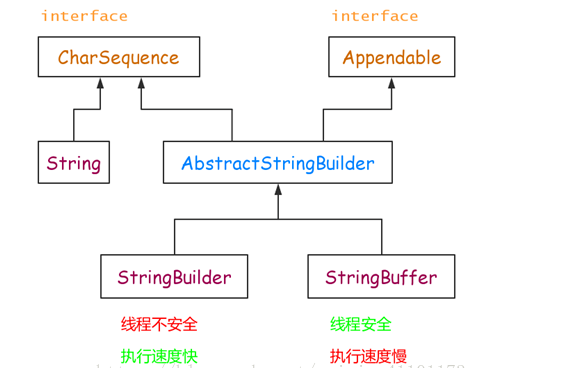 interface interface
CharSequence Appendable
String AbstractStringBuilder
StringBuilder StringBuffer
线程不安全 线程安全
执行速度快 执行速度慢